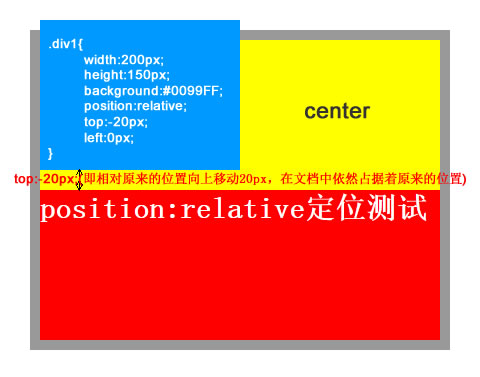 .div1{
width:200px;
height:150px;
background:#0099FF;
position:relative;
top:-20px;
left:0px;
}
center
top:-20px; (即相对原来的位置向上移动20px，在文档中依然占据着原来的位置)
position:relative定位测试